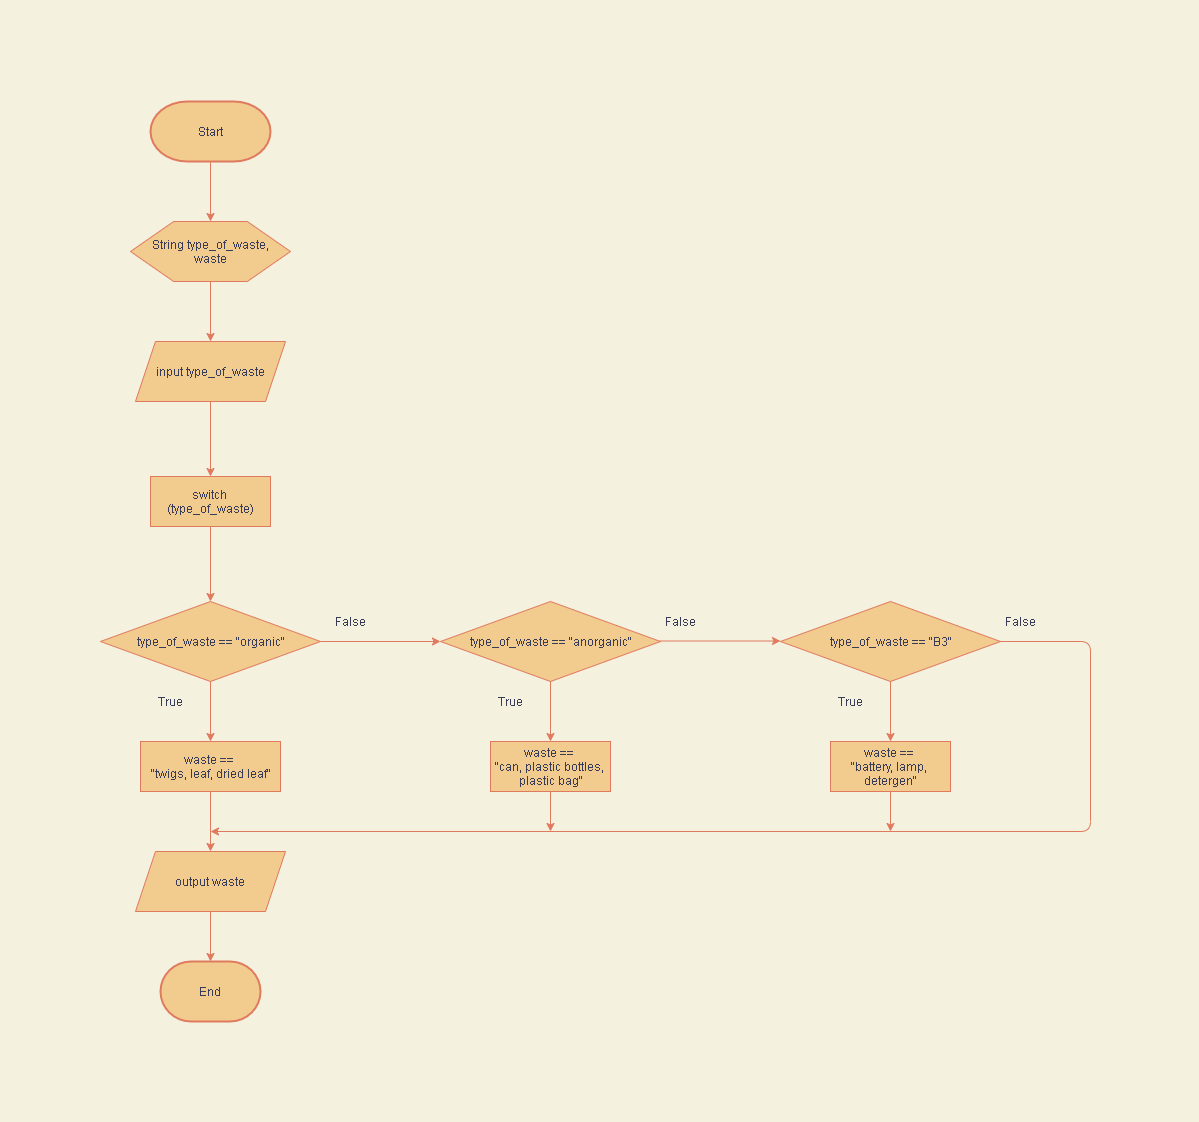 Start
String type_of_waste,
waste
input type_of_waste
switch
(type_of_waste)
type_of_waste == "organic"
False
type_of_waste == "anorganic"
False
type_of_waste == "B3"
False
True
True
True
waste ==
"twigs, leaf, dried leaf"
waste ==
"can, plastic bottles,
plastic bag"
waste ==
"battery, lamp,
detergen"
output waste
End